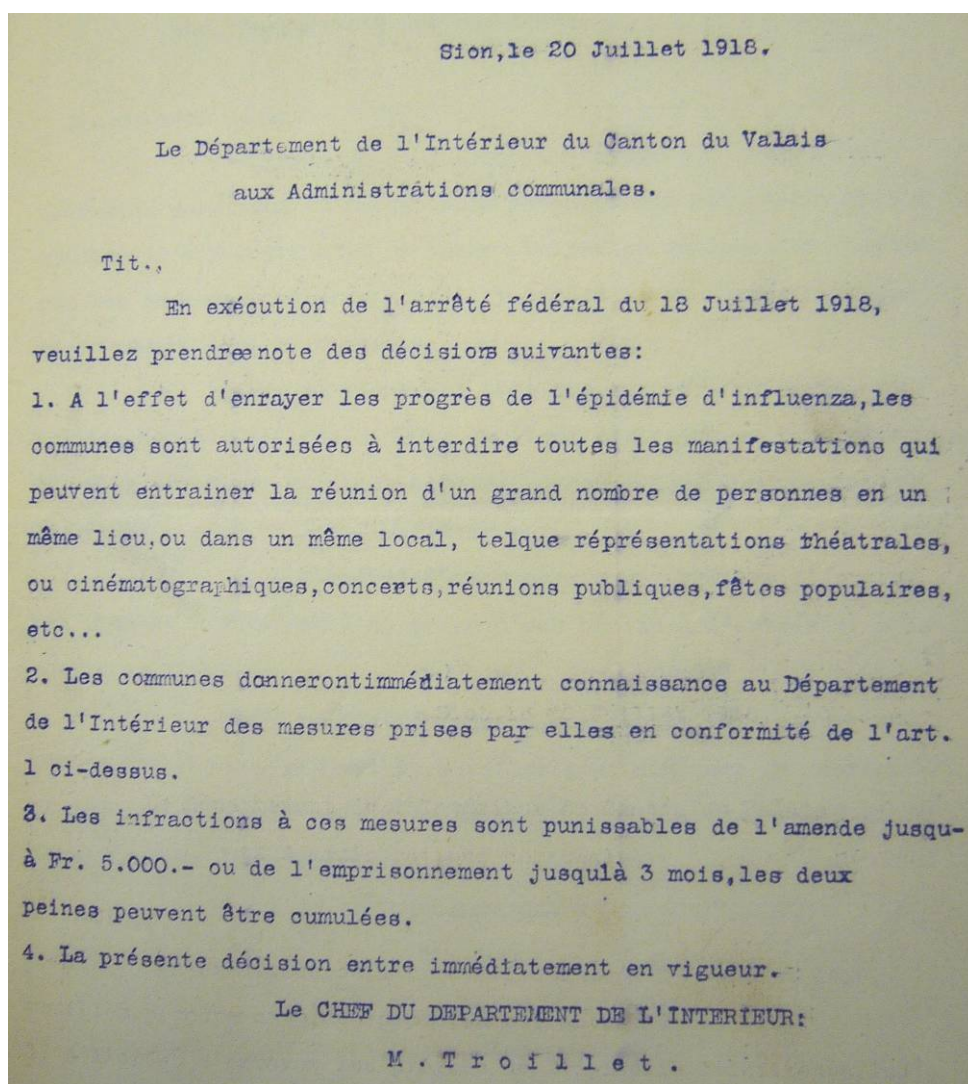 Sion,le 20 Juillet 1918.
Le Département de l'Intérieur du Canton du Valais
aux Administrations communales.
Tit.,
En exécution de l'arrêté fédéral du 18 Juillet 1918,
veuillez prendreenote des décisions suivantes:
1. A l'effet d'enrayer les progrès de l'épidémie d'influenza,les
communes sont autorisées à interdire toutes les manifestations qui
peuvent entrainer la réunion d'un grand nombre de personnes en un
même lieu,ou dans un même local, telque réprésentations théatrales,
ou cinématographiques,concerts,réunions publiques,fêtes populaires,
etc...
2. Les communes donnerontimmédiatement connaissance au Département
de l'Intérieur des mesures prises par elles en conformité de l'art.
1 ci-dessus.
3. Les infractions à ces mesures sont punissables de l'amende jusqu-
à Fr. 5.000.- ou de l'emprisonnement jusqulà 3 mois,les deux
peines peuvent être cumulées.
4. La présente décision entre immédiatement en vigueur.
Le CHEF DU DEPARTEMENT DE L'INTERIEUR:
M . T r o i l l e t .